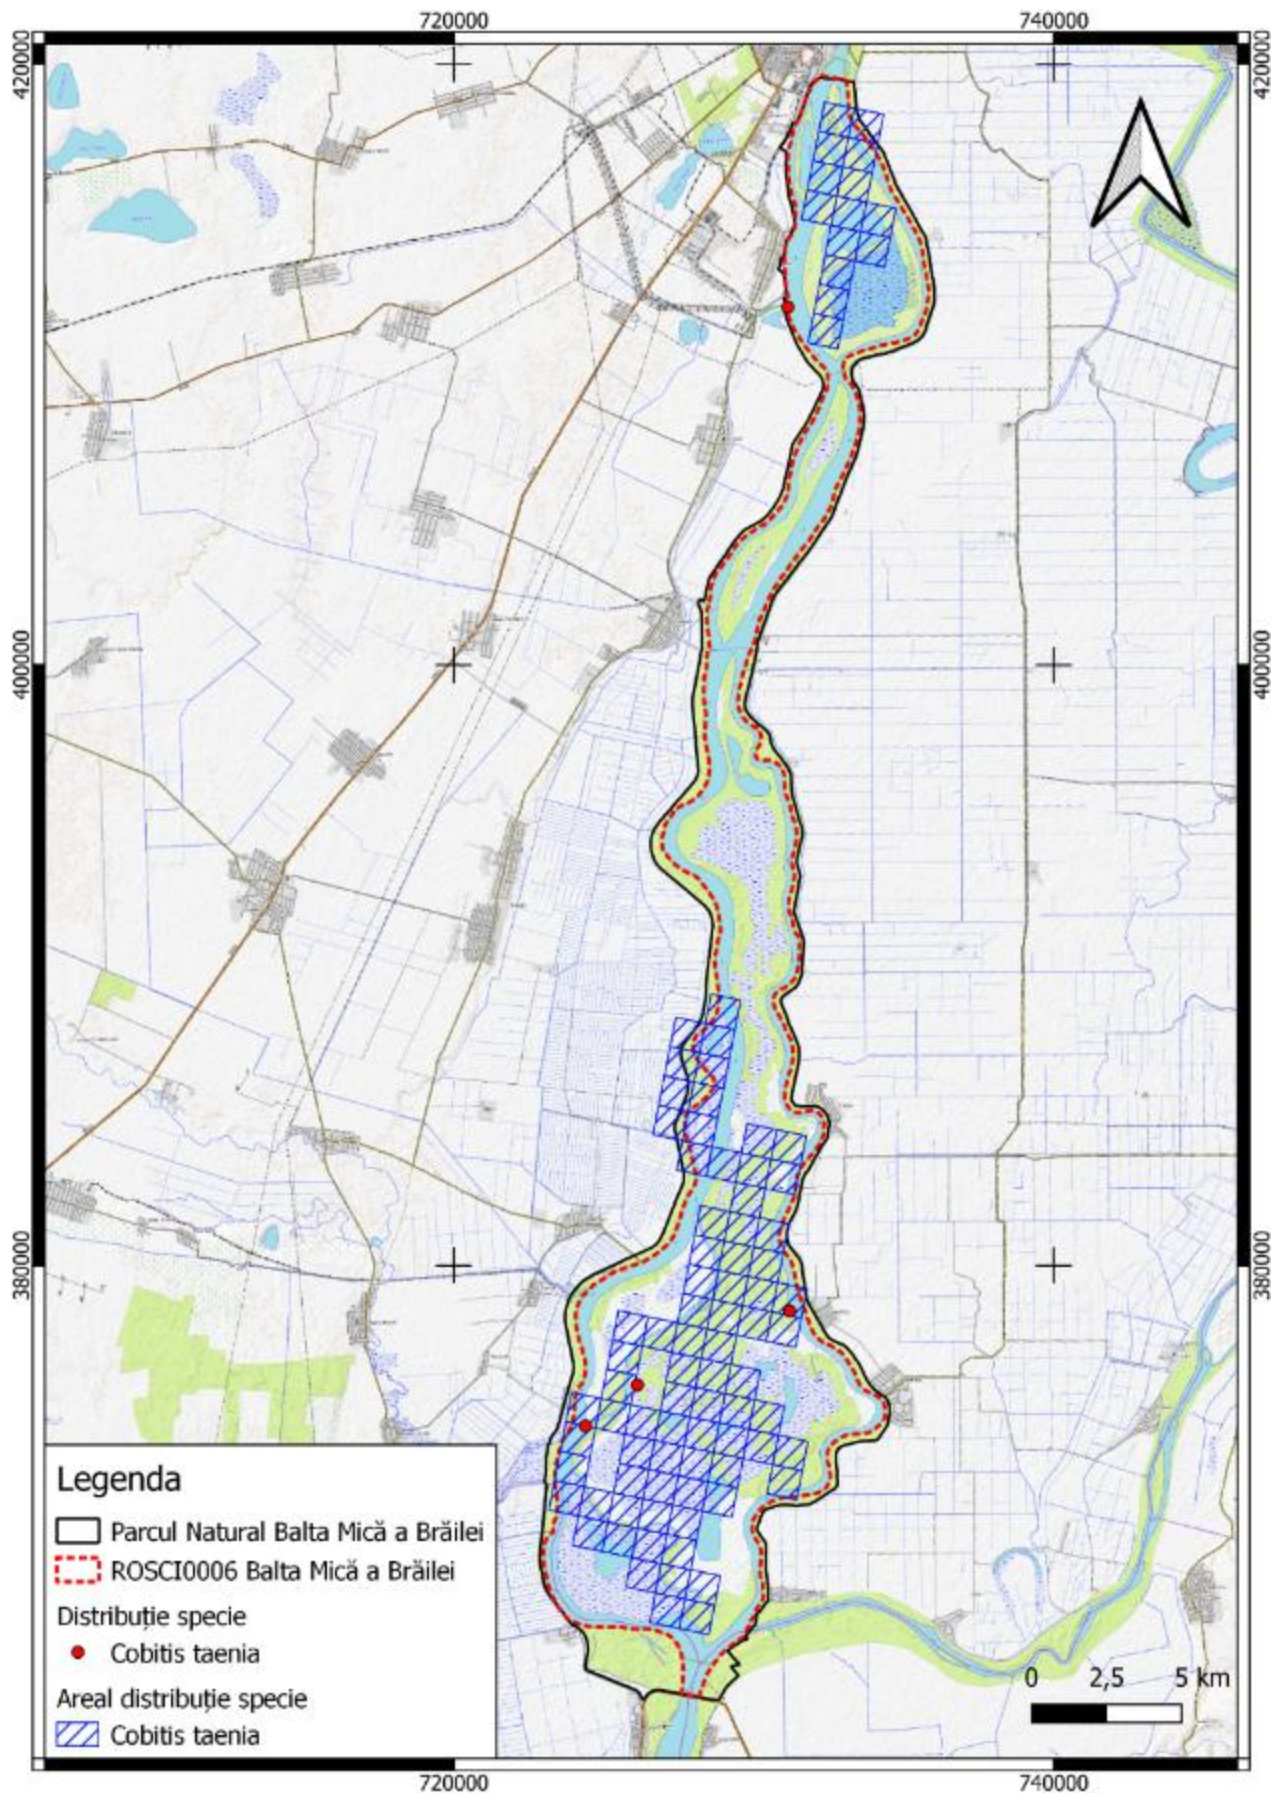 720000 740000
420000 420000
400000 400000
380000 380000
Legenda
Parcul Natural Balta Mică a Brăilei
ROSCI0006 Balta Mică a Brăilei
Distribuție specie
Cobitis taenia
Areal distribuție specie
Cobitis taenia
0 2,5 5 km
720000 740000